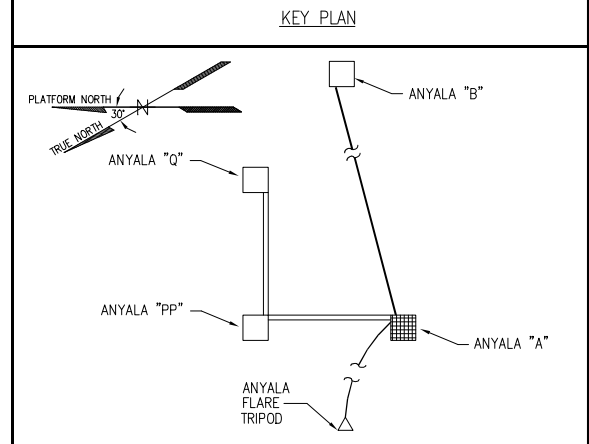 KEY PLAN
PLATFORM NORTH
30°
N
TRUE NORTH
ANYALA "B"
ANYALA "Q"
ANYALA "PP"
ANYALA "A"
ANYALA
FLARE
TRIPOD